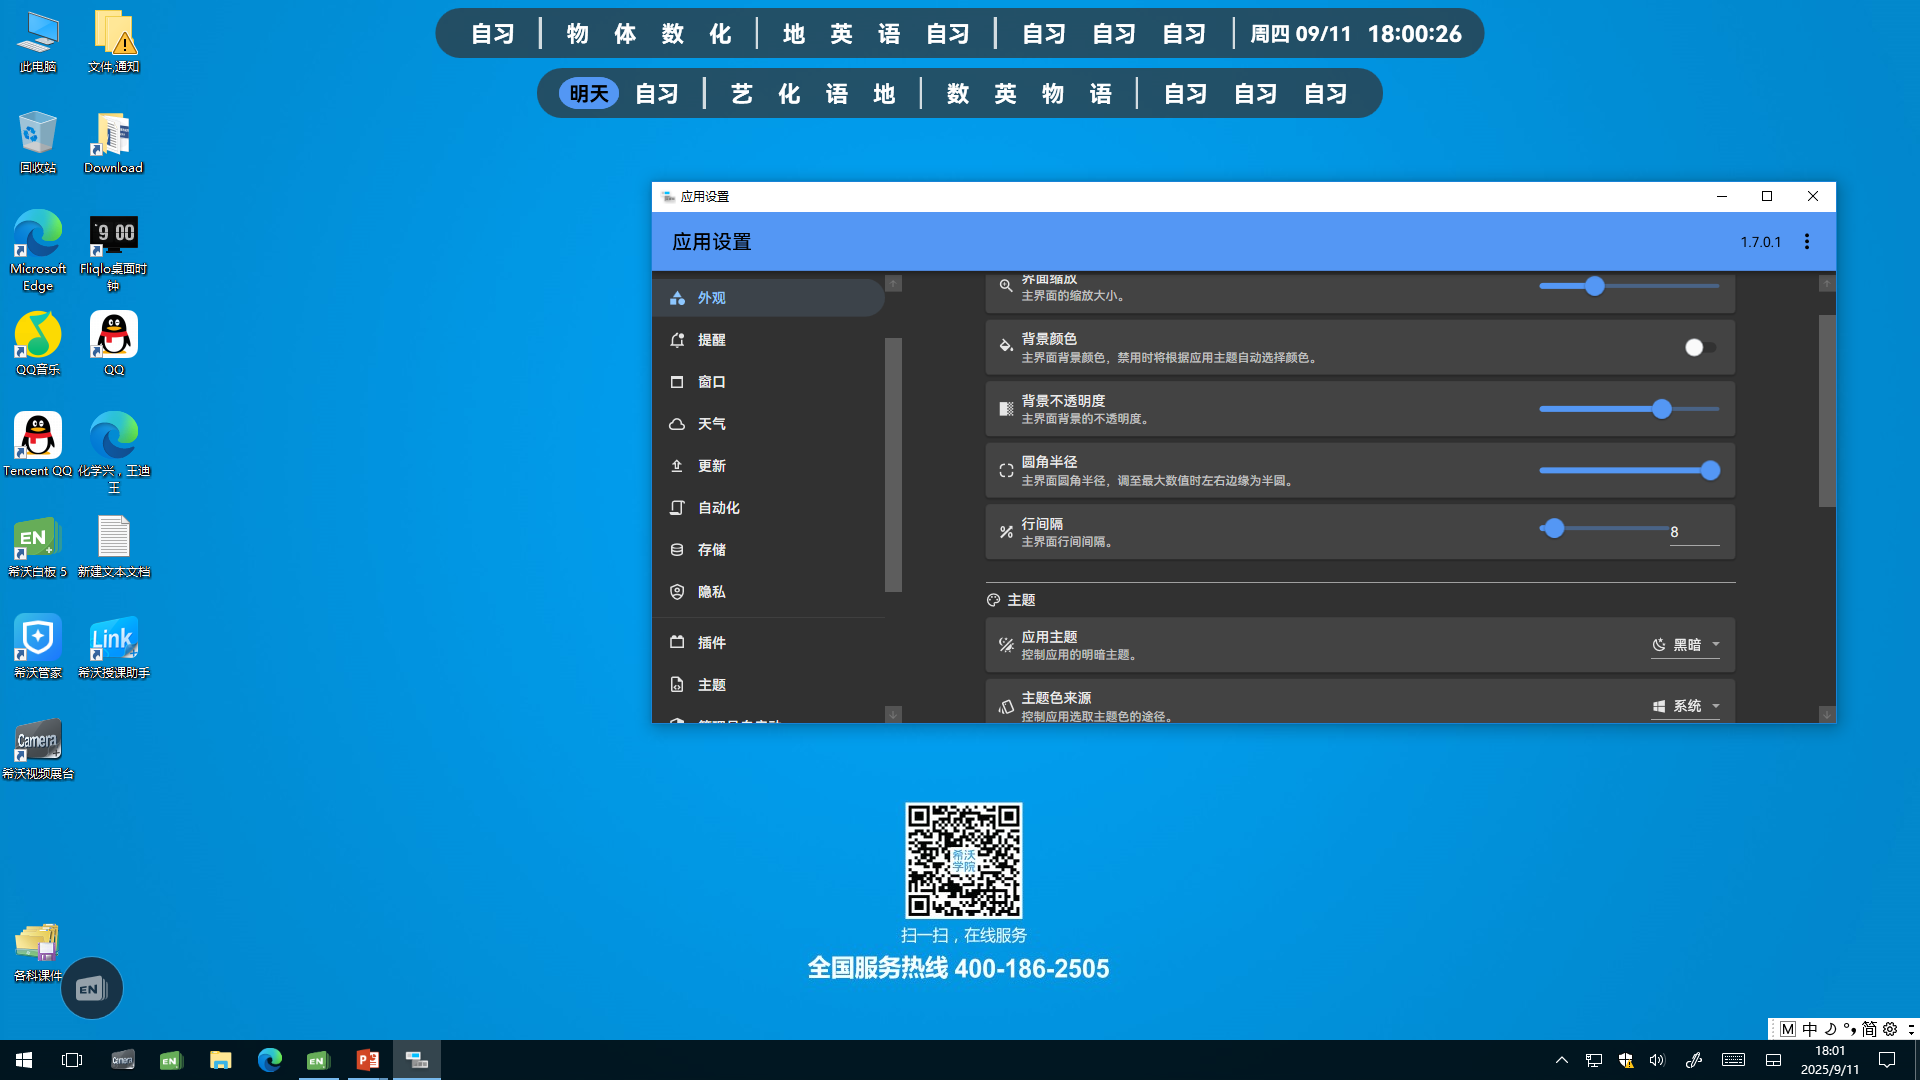 自习 | 物 体 数 化 | 地 英 语 自习 | 自习 自习 自习 | 周四 09/11 18:00:26
明天 自习 | 艺 化 语 地 | 数 英 物 语 | 自习 自习 自习
此电脑
文件,通知
回收站
Download
Microsoft Edge
9 00
Fliqlo桌面时钟
QQ音乐
QQ
Tencent QQ
化学兴，王迪王
EN
希沃白板 5
新建文本文档
希沃管家
Link
希沃授课助手
Camera
希沃视频展台
各科课件
EN
应用设置
应用设置
1.7.0.1
外观
提醒
窗口
天气
更新
自动化
存储
隐私
插件
主题
界面缩放
主界面的缩放大小。
背景颜色
主界面背景颜色，禁用时将根据应用主题自动选择颜色。
背景不透明度
主界面背景的不透明度。
圆角半径
主界面圆角半径，调至最大数值时左右边缘为半圆。
行间隔
主界面行间间隔。
8
主题
应用主题
控制应用的明暗主题。
黑暗
主题色来源
控制应用选取主题色的途径。
系统
希沃学院
扫一扫，在线服务
全国服务热线 400-186-2505
M 中 简
Camera
EN
EN
18:01
2025/9/11